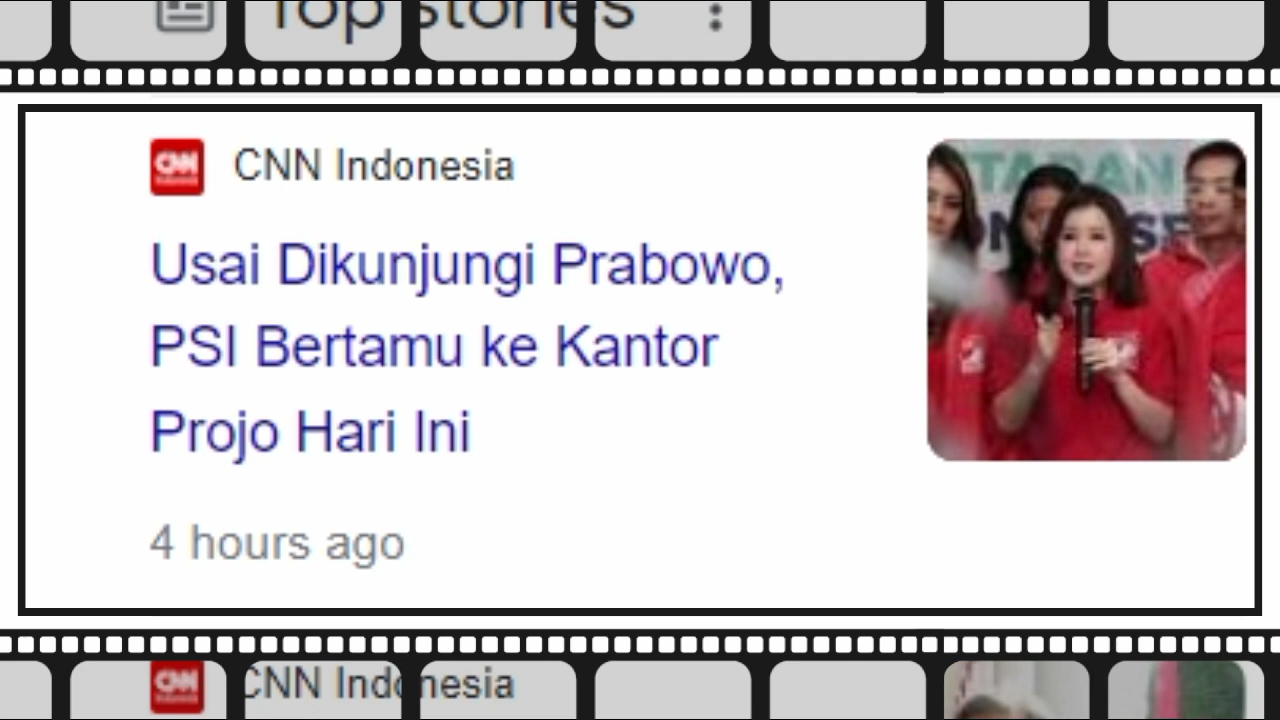 Top stories
CNN Indonesia
Usai Dikunjungi Prabowo,
PSI Bertamu ke Kantor
Projo Hari Ini
4 hours ago
CNN Indonesia